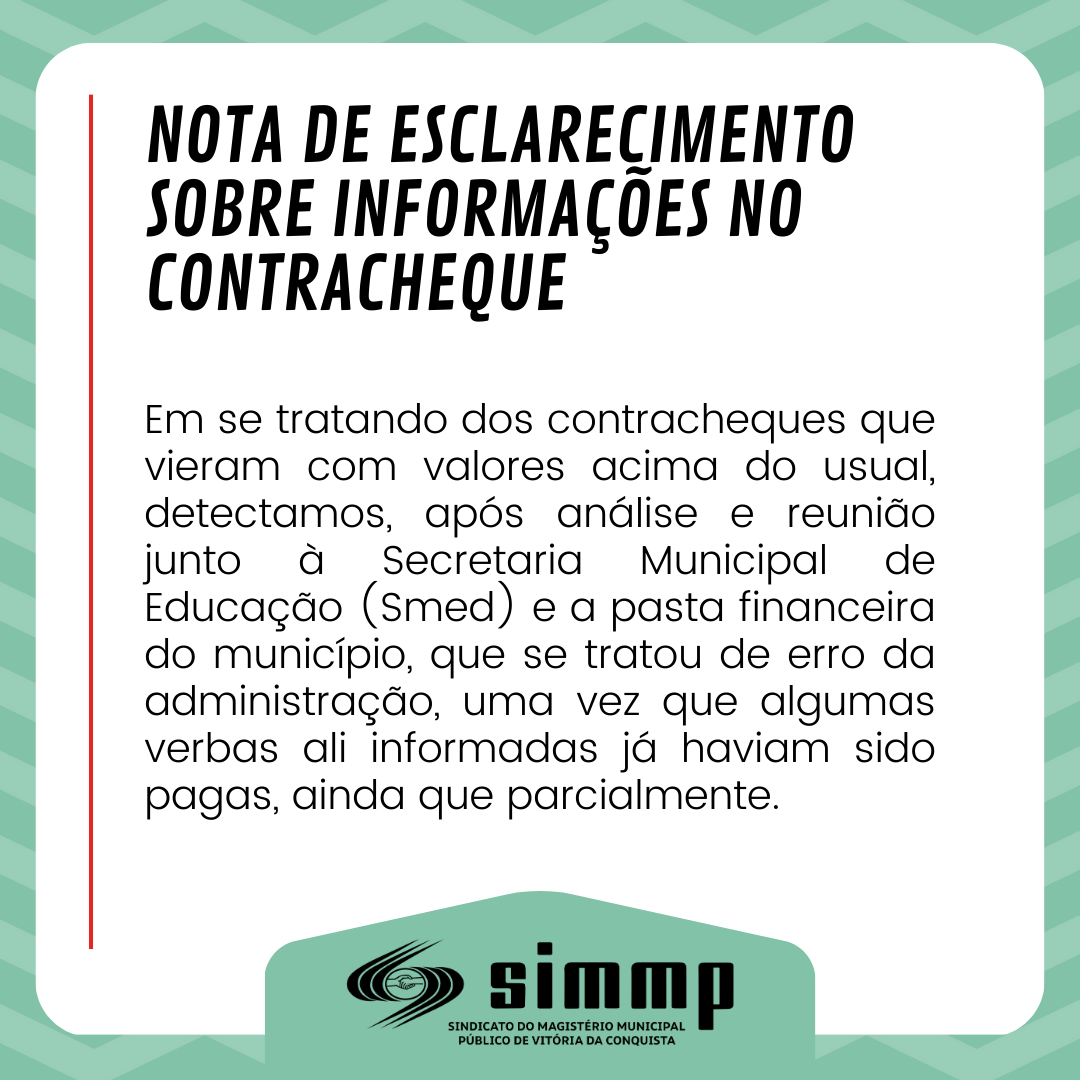 NOTA DE ESCLARECIMENTO
SOBRE INFORMAÇÕES NO
CONTRACHEQUE
Em se tratando dos contracheques que
vieram com valores acima do usual,
detectamos, após análise e reunião
junto à Secretaria Municipal de
Educação (Smed) e a pasta financeira
do município, que se tratou de erro da
administração, uma vez que algumas
verbas ali informadas já haviam sido
pagas, ainda que parcialmente.
simmp
SINDICATO DO MAGISTÉRIO MUNICIPAL
PÚBLICO DE VITÓRIA DA CONQUISTA